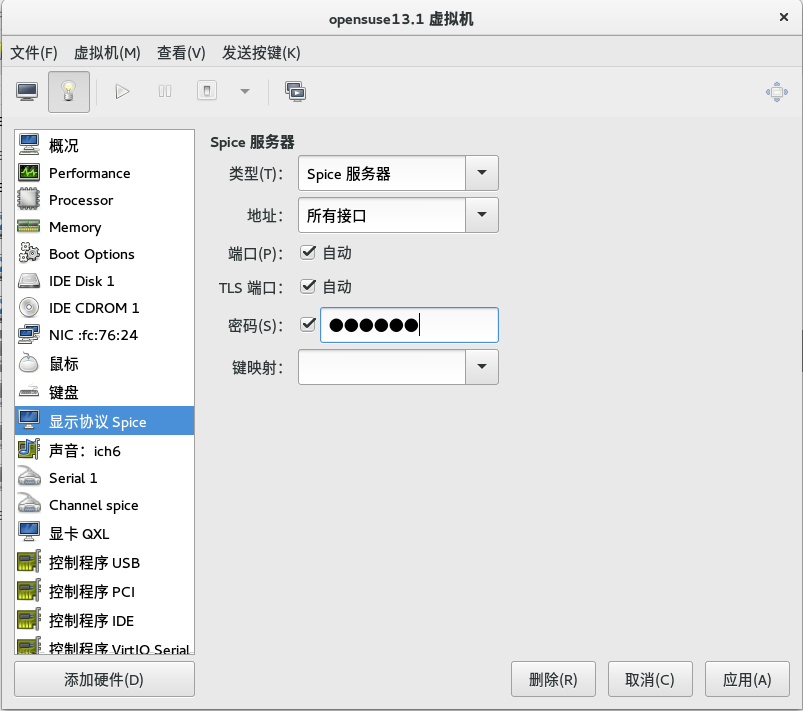 opensuse13.1 虚拟机
文件(F) 虚拟机(M) 查看(V) 发送按键(K)
概况
Performance
Processor
Memory
Boot Options
IDE Disk 1
IDE CDROM 1
NIC :fc:76:24
鼠标
键盘
显示协议 Spice
声音：ich6
Serial 1
Channel spice
显卡 QXL
控制程序 USB
控制程序 PCI
控制程序 IDE
控制程序 VirtIO Serial
添加硬件(D)
Spice 服务器
类型(T)： Spice 服务器
地址： 所有接口
端口(P)： 自动
TLS 端口： 自动
密码(S)： ●●●●●●
键映射：
删除(R) 取消(C) 应用(A)